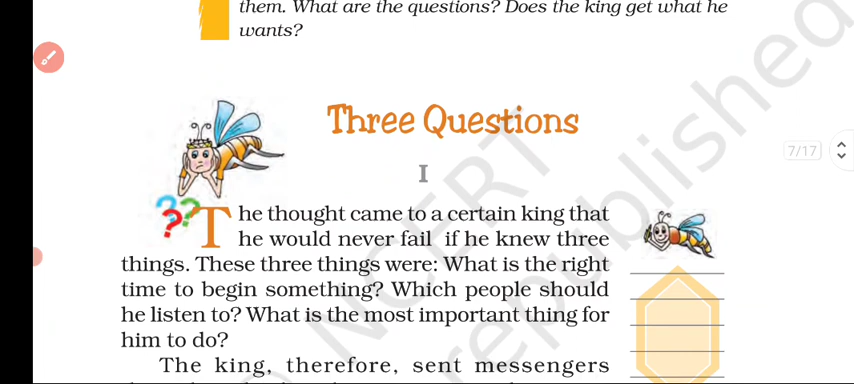 them. What are the questions? Does the king get what he
wants?
Three Questions
I
7/17
The thought came to a certain king that
he would never fail if he knew three
things. These three things were: What is the right
time to begin something? Which people should
he listen to? What is the most important thing for
him to do?
The king, therefore, sent messengers
NCERT
republished